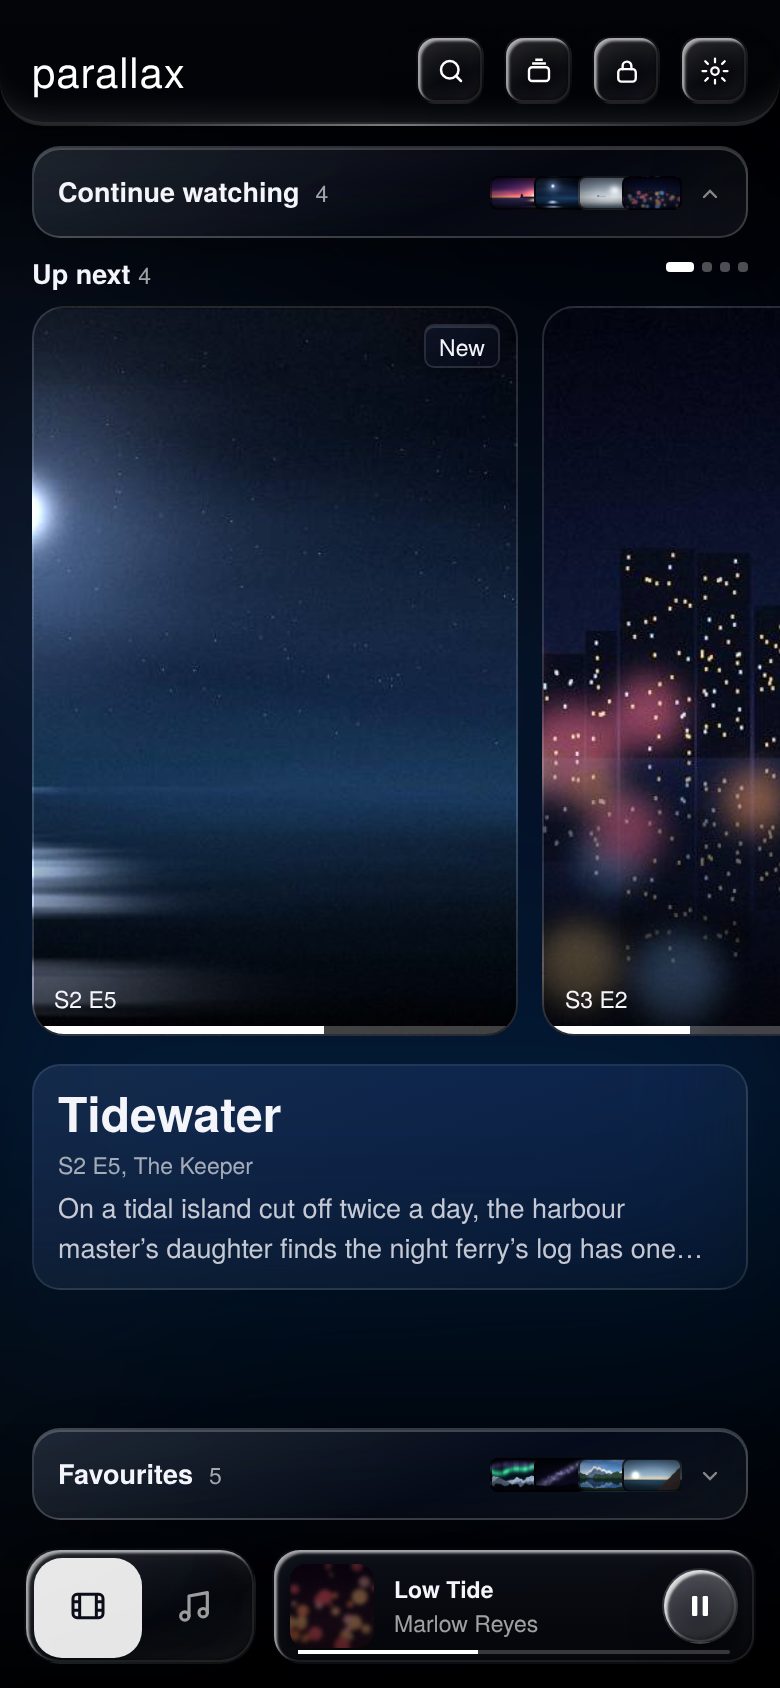 parallax
Continue watching 4
Up next 4
New
S2 E5
S3 E2
Tidewater
S2 E5, The Keeper
On a tidal island cut off twice a day, the harbour
master’s daughter finds the night ferry’s log has one…
Favourites 5
Low Tide
Marlow Reyes